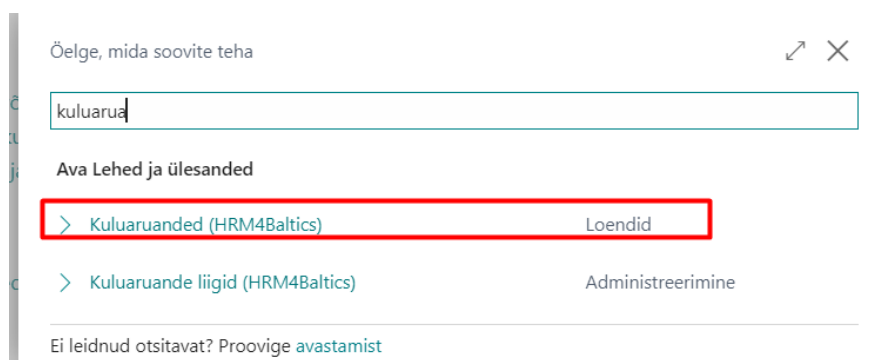 Öelge, mida soovite teha
kuluarua
Ava Lehed ja ülesanded
Kuluaruanded (HRM4Baltics) Loendid
Kuluaruande liigid (HRM4Baltics) Administreerimine
Ei leidnud otsitavat? Proovige avastamist